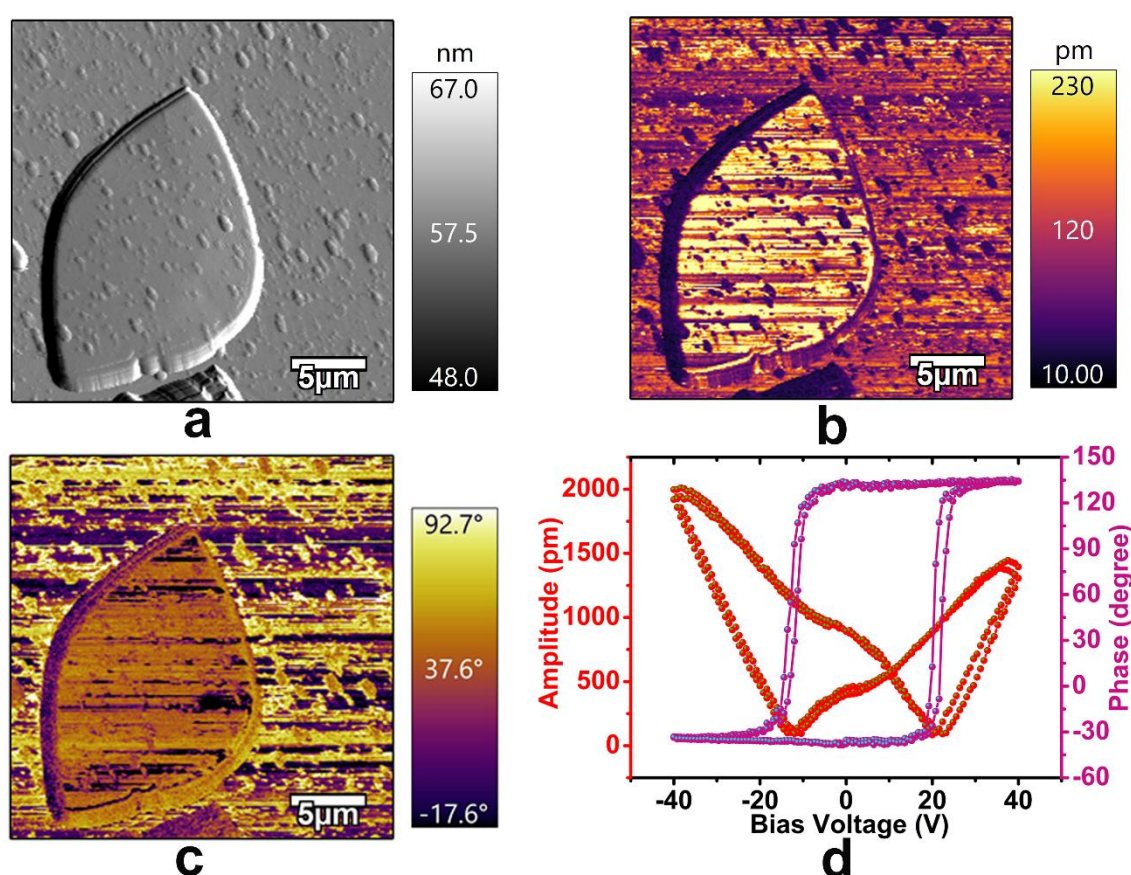 nm
67.0
57.5
48.0
5µm
a
pm
230
120
10.00
5µm
b
92.7°
37.6°
-17.6°
5µm
c
Amplitude (pm)
2000
1500
1000
500
0
-40
-20
0
20
40
Bias Voltage (V)
150
120
90
60
30
0
-30
-60
Phase (degree)
d